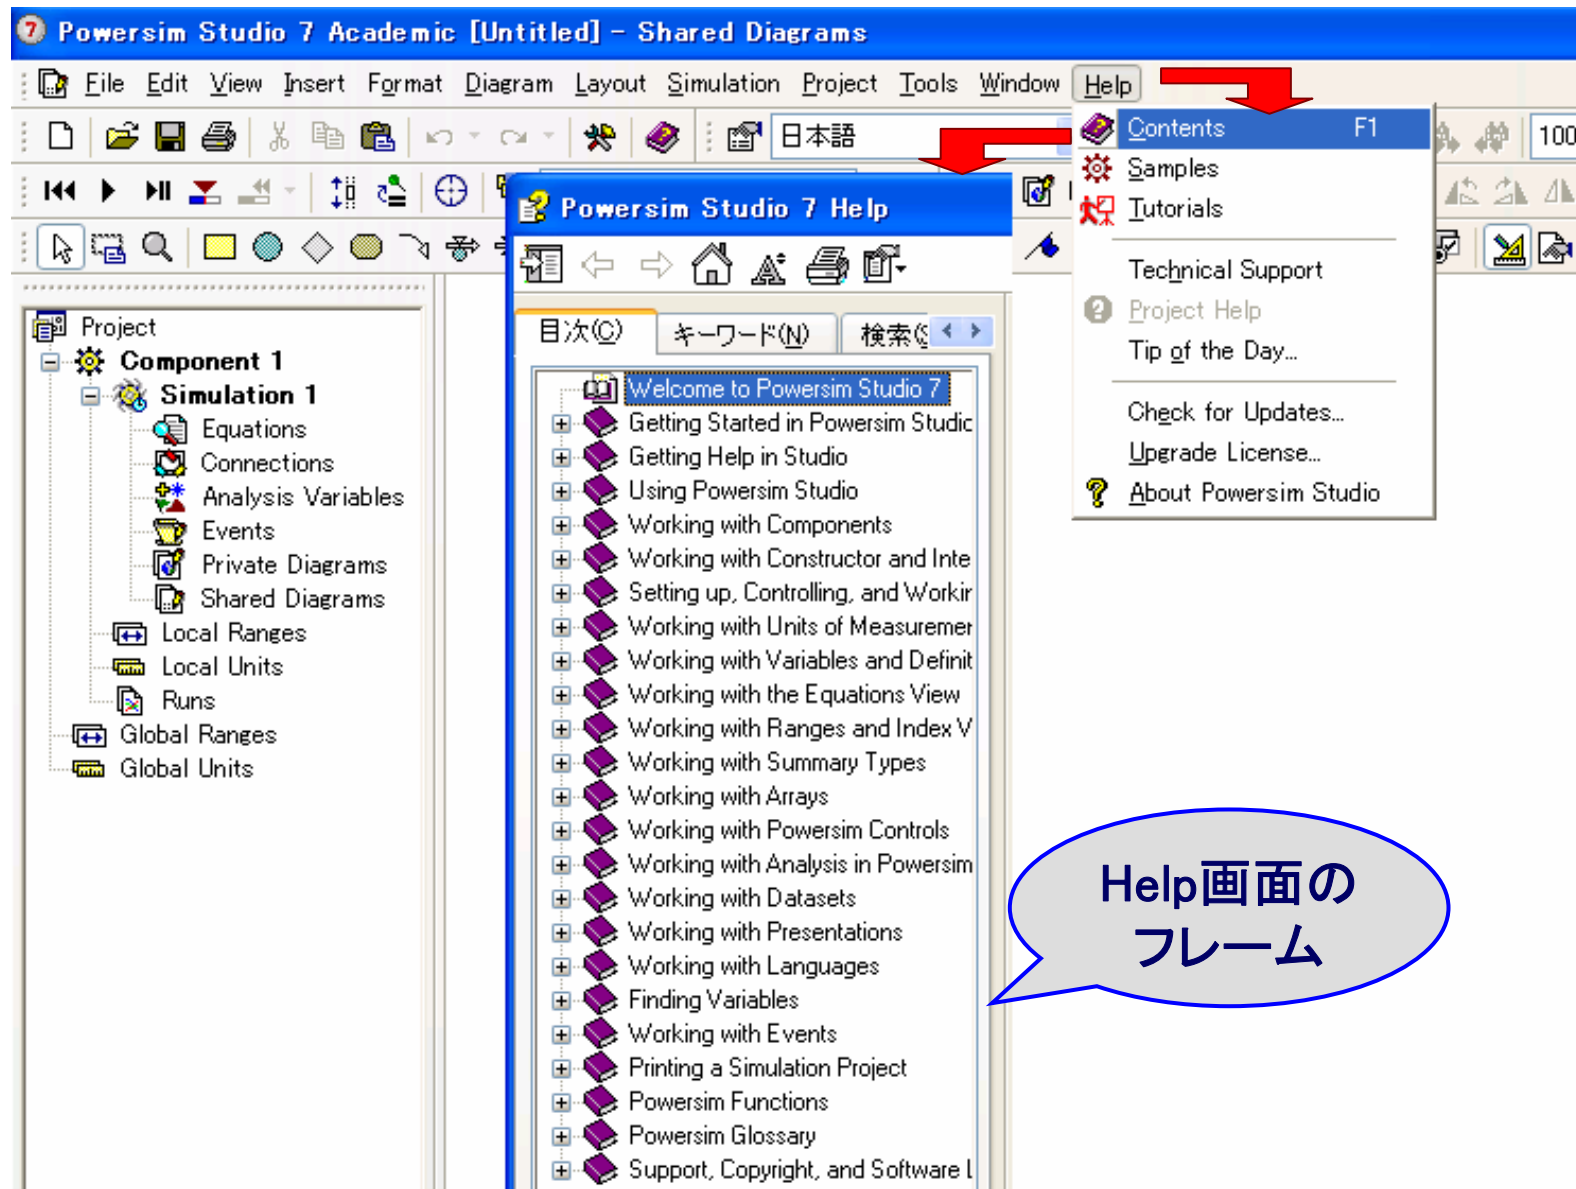 Powersim Studio 7 Academic [Untitled] - Shared Diagrams
File Edit View Insert Format Diagram Layout Simulation Project Tools Window Help
日本語
100
Contents F1
Samples
Tutorials
Technical Support
Project Help
Tip of the Day...
Check for Updates...
Upgrade License...
About Powersim Studio
Project
Component 1
Simulation 1
Equations
Connections
Analysis Variables
Events
Private Diagrams
Shared Diagrams
Local Ranges
Local Units
Runs
Global Ranges
Global Units
Powersim Studio 7 Help
目次(C) キーワード(N) 検索(S
Welcome to Powersim Studio 7
Getting Started in Powersim Studio
Getting Help in Studio
Using Powersim Studio
Working with Components
Working with Constructor and Inte
Setting up, Controlling, and Workin
Working with Units of Measuremer
Working with Variables and Definit
Working with the Equations View
Working with Ranges and Index V
Working with Summary Types
Working with Arrays
Working with Powersim Controls
Working with Analysis in Powersim
Working with Datasets
Working with Presentations
Working with Languages
Finding Variables
Working with Events
Printing a Simulation Project
Powersim Functions
Powersim Glossary
Support, Copyright, and Software L
Help画面の
フレーム